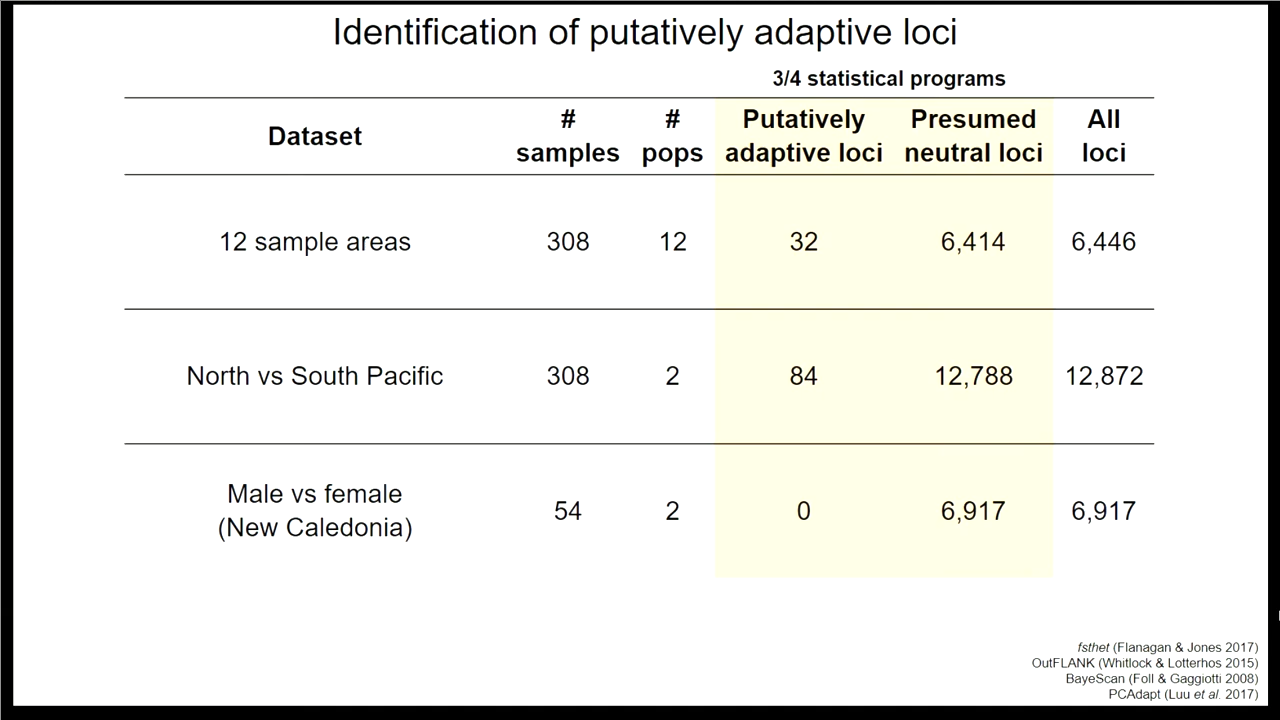 Identification of putatively adaptive loci
3/4 statistical programs
Dataset # samples # pops Putatively adaptive loci Presumed neutral loci All loci
12 sample areas 308 12 32 6,414 6,446
North vs South Pacific 308 2 84 12,788 12,872
Male vs female (New Caledonia) 54 2 0 6,917 6,917
fsthet (Flanagan & Jones 2017)
OutFLANK (Whitlock & Lotterhos 2015)
BayeScan (Foll & Gaggiotti 2008)
PCAdapt (Luu et al. 2017)